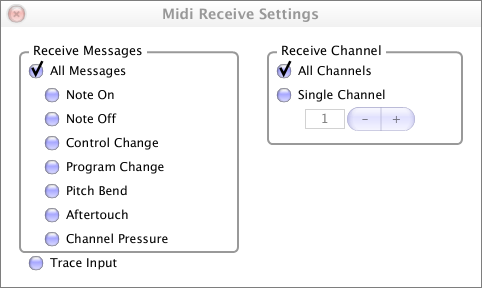 Midi Receive Settings
Receive Messages
All Messages
Note On
Note Off
Control Change
Program Change
Pitch Bend
Aftertouch
Channel Pressure
Trace Input
Receive Channel
All Channels
Single Channel
1 - +